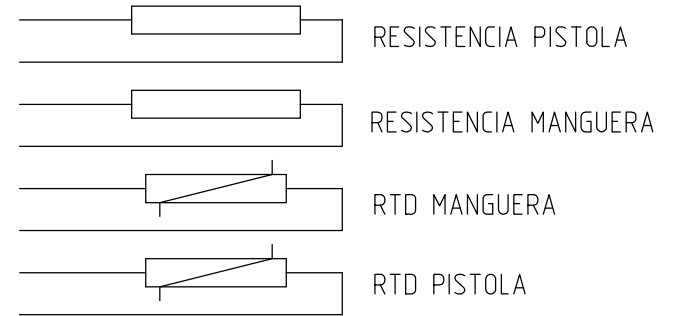 RESISTENCIA PISTOLA
RESISTENCIA MANGUERA
RTD MANGUERA
RTD PISTOLA